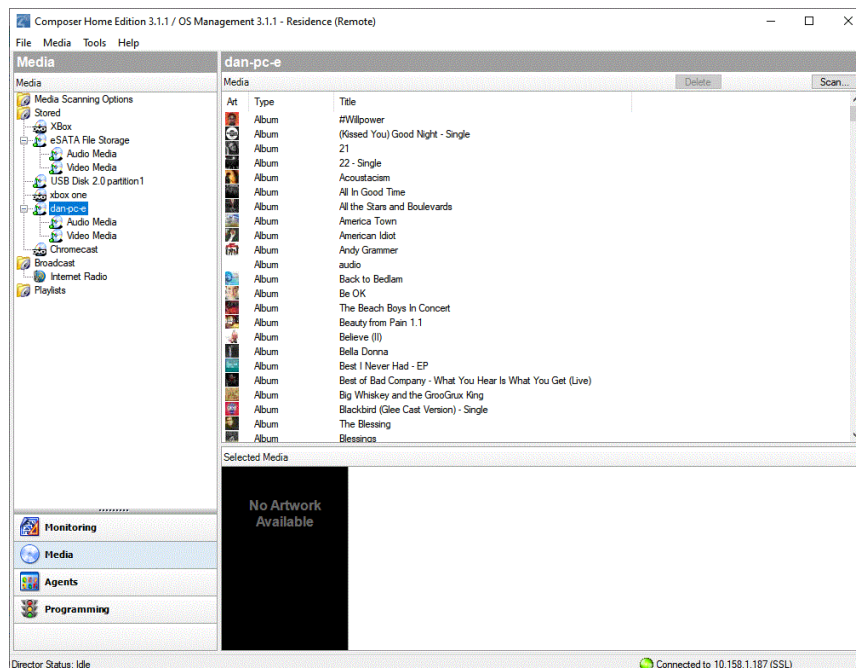 Composer Home Edition 3.1.1 / OS Management 3.1.1 - Residence (Remote)
File Media Tools Help
Media
dan-pc-e
Media
Media Delete Scan...
Media Scanning Options
Stored
XBox
eSATA File Storage
Audio Media
Video Media
USB Disk 2.0 partition1
xbox one
dan-pc-e
Audio Media
Video Media
Chromecast
Broadcast
Internet Radio
Playlists
Art Type Title
Album #Willpower
Album (Kissed You) Good Night - Single
Album 21
Album 22 - Single
Album Acoustacism
Album All In Good Time
Album All the Stars and Boulevards
Album America Town
Album American Idiot
Album Andy Grammer
Album audio
Album Back to Bedlam
Album Be OK
Album The Beach Boys In Concert
Album Beauty from Pain 1.1
Album Believe (II)
Album Bella Donna
Album Best I Never Had - EP
Album Best of Bad Company - What You Hear Is What You Get (Live)
Album Big Whiskey and the GrooGrux King
Album Blackbird (Glee Cast Version) - Single
Album The Blessing
Album Blessings
Selected Media
No Artwork
Available
Monitoring
Media
Agents
Programming
Director Status: Idle
Connected to 10.158.1.187 (SSL)